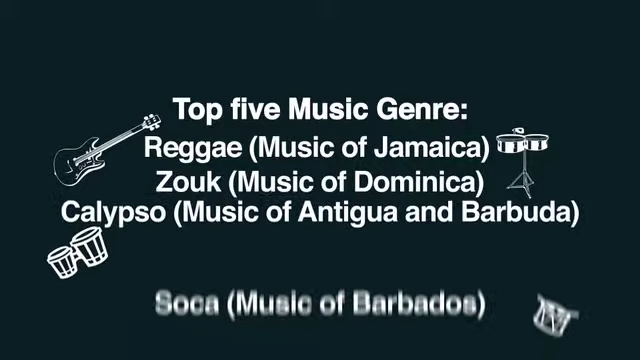 Top five Music Genre:
Reggae (Music of Jamaica)
Zouk (Music of Dominica)
Calypso (Music of Antigua and Barbuda)
Soca (Music of Barbados)